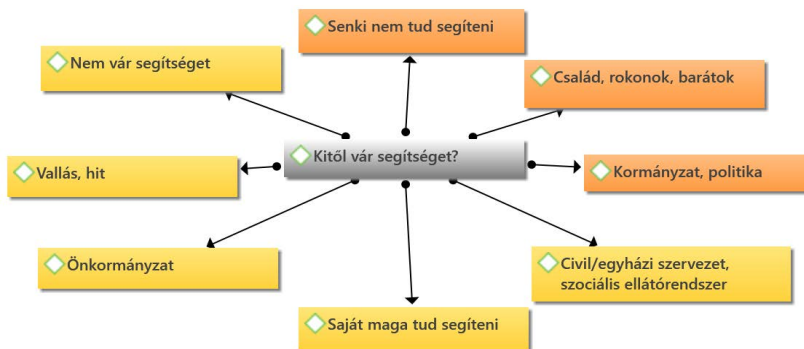 Senki nem tud segíteni
Nem vár segítséget
Család, rokonok, barátok
Kitől vár segítséget?
Vallás, hit
Kormányzat, politika
Önkormányzat
Civil/egyházi szervezet,
szociális ellátórendszer
Saját maga tud segíteni